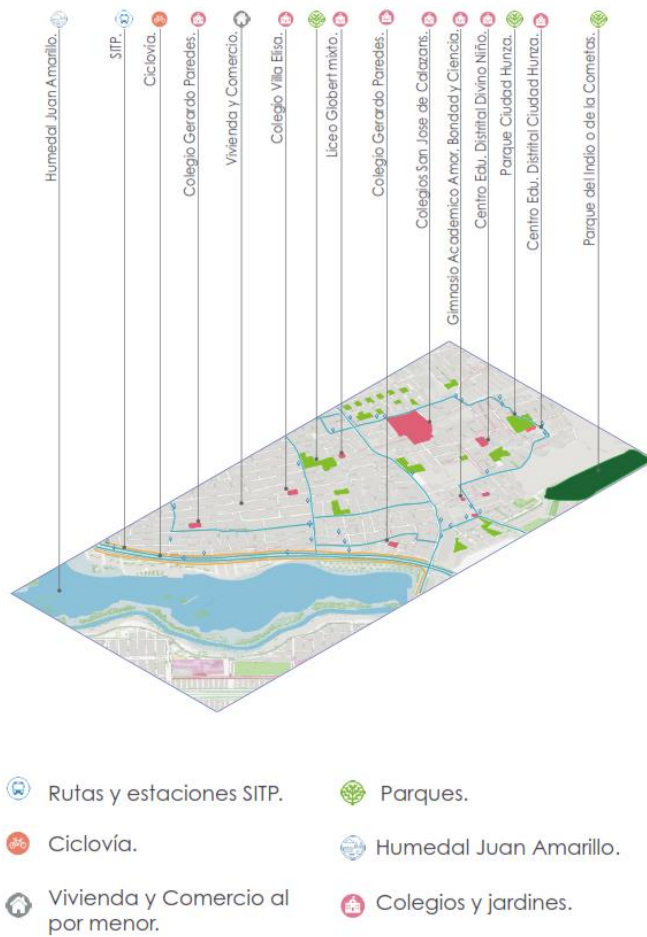 Humedal Juan Amarillo.
SITP.
Ciclovía.
Colegio Gerardo Paredes.
Vivienda y Comercio.
Colegio Villa Elisa.
Liceo Globert mixto.
Colegio Gerardo Paredes.
Colegios San Jose de Calazans.
Gimnasio Academico Amor, Bondad y Ciencia.
Centro Edu. Distrital Divino Niño.
Parque Ciudad Hunza.
Centro Edu. Distrital Ciudad Hunza.
Parque del Indio o de la Cometas.
Rutas y estaciones SITP.
Parques.
Ciclovía.
Humedal Juan Amarillo.
Vivienda y Comercio al
por menor.
Colegios y jardines.